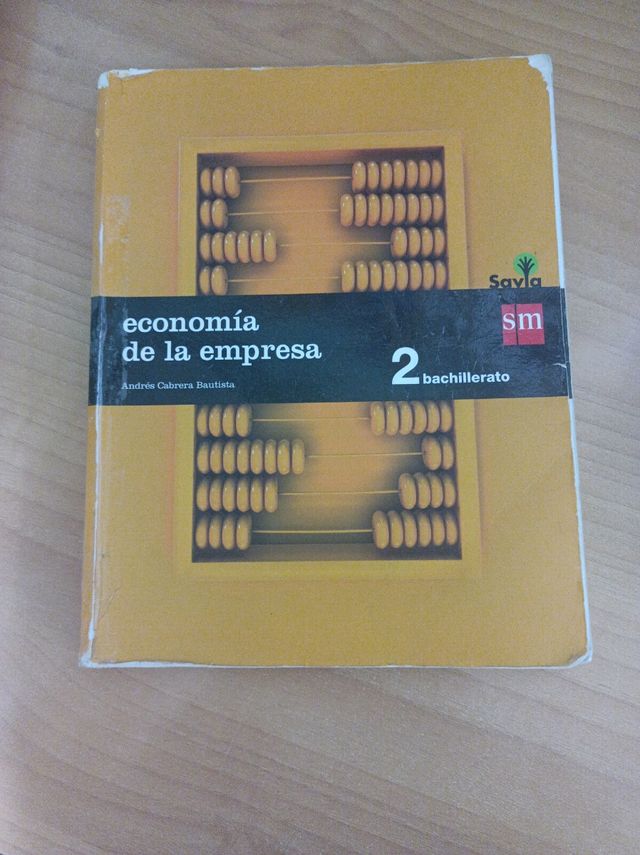 Savia
sm
economía
de la empresa
2 bachillerato
Andrés Cabrera Bautista